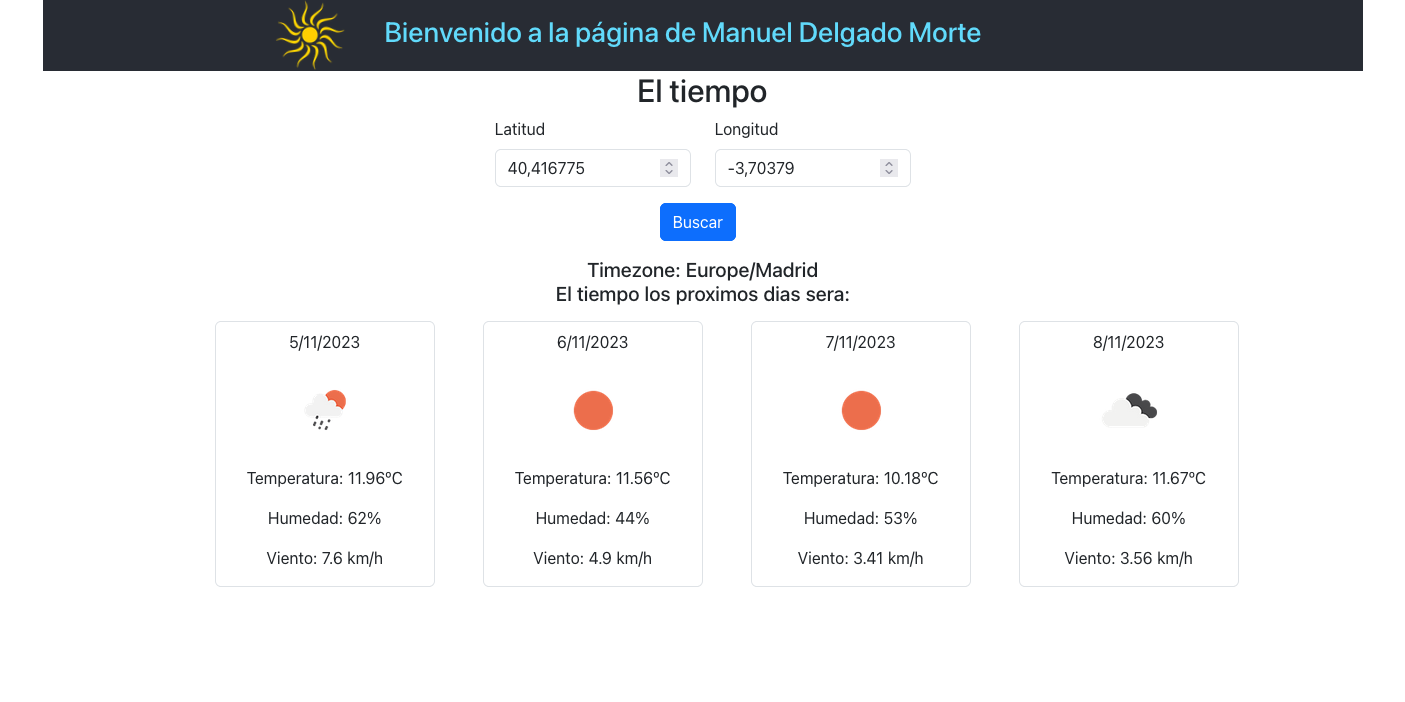 Bienvenido a la página de Manuel Delgado Morte
El tiempo
Latitud Longitud
40,416775 -3,70379
Buscar
Timezone: Europe/Madrid
El tiempo los proximos dias sera:
5/11/2023
Temperatura: 11.96ºC
Humedad: 62%
Viento: 7.6 km/h
6/11/2023
Temperatura: 11.56ºC
Humedad: 44%
Viento: 4.9 km/h
7/11/2023
Temperatura: 10.18ºC
Humedad: 53%
Viento: 3.41 km/h
8/11/2023
Temperatura: 11.67ºC
Humedad: 60%
Viento: 3.56 km/h